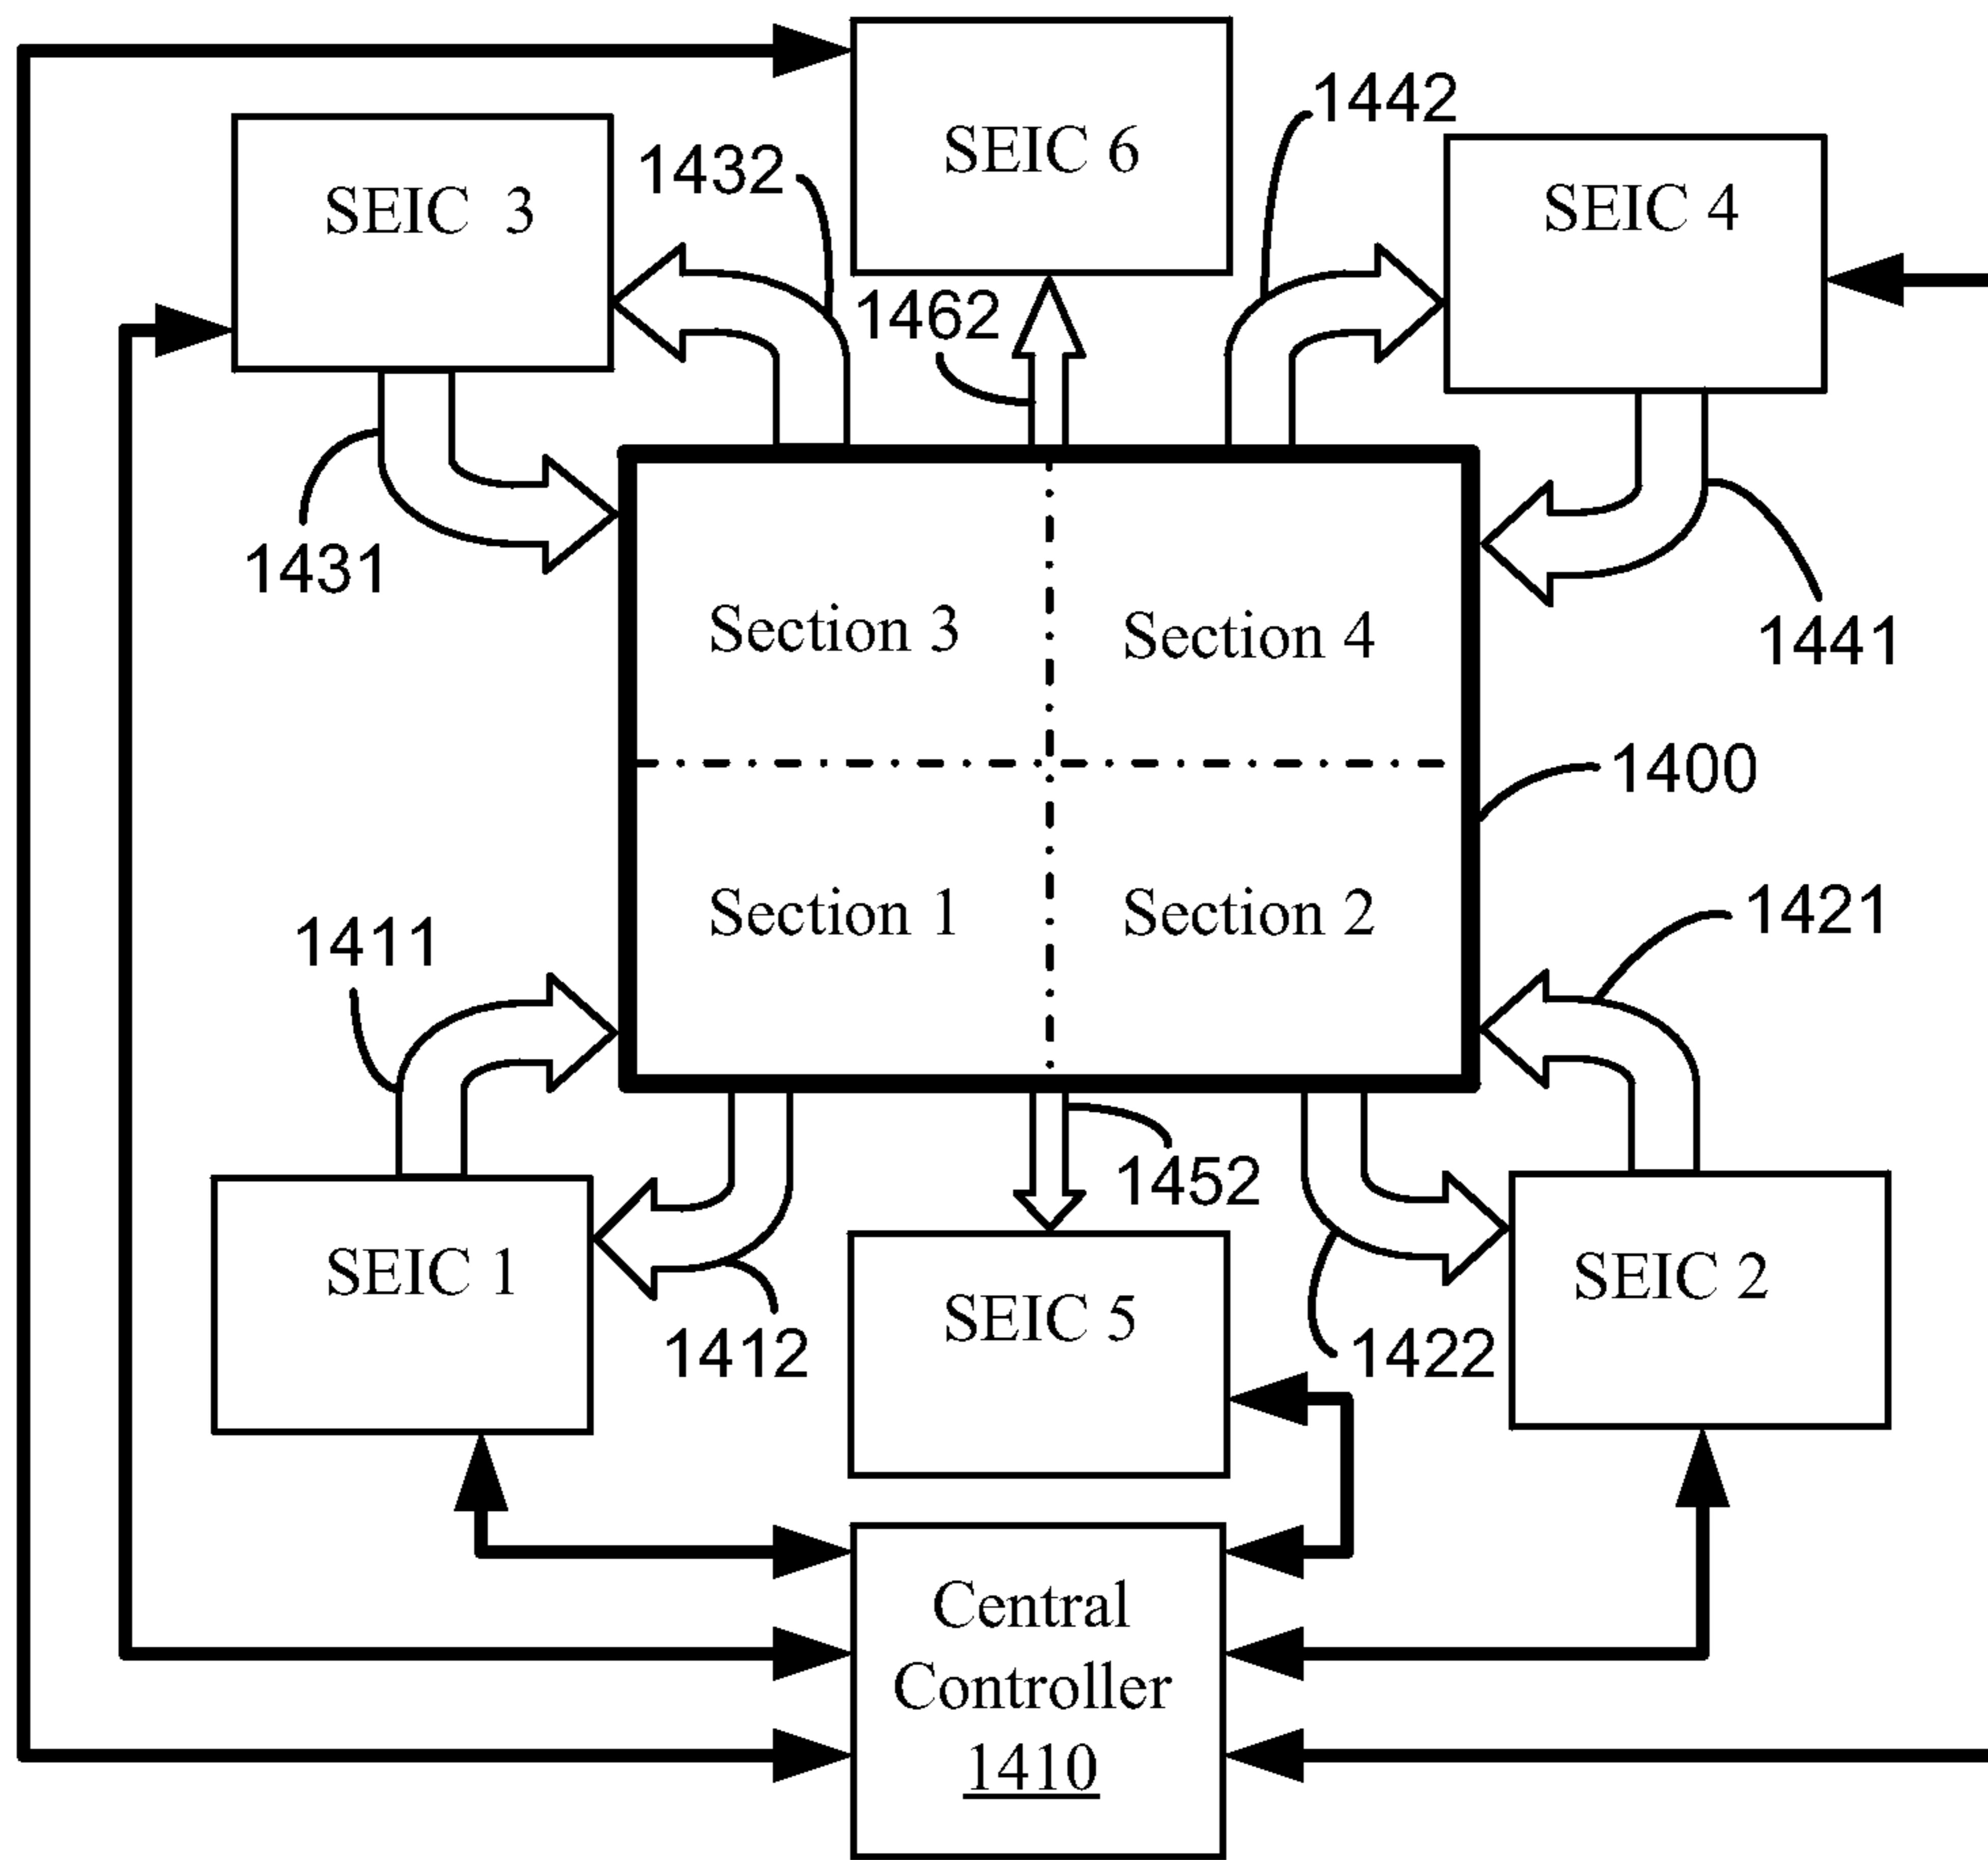 1442
SEIC 6
1432
SEIC 3
SEIC 4
1462
1431
Section 3
Section 4
1441
1400
Section 1
Section 2
1421
1411
1452
SEIC 1
SEIC 5
SEIC 2
1412
1422
Central
Controller
1410